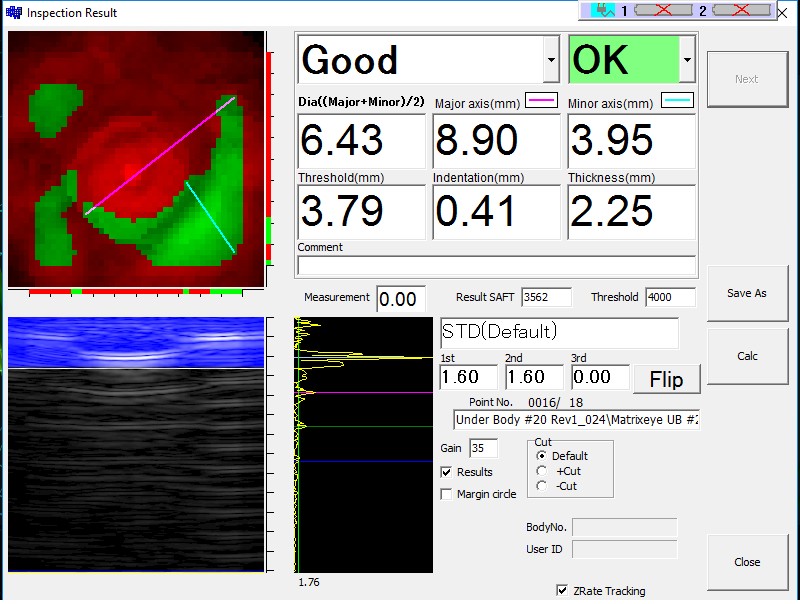 Inspection Result
1 2
Good OK
Next
Dia((Major+Minor)/2) Major axis(mm) Minor axis(mm)
6.43 8.90 3.95
Threshold(mm) Indentation(mm) Thickness(mm)
3.79 0.41 2.25
Comment
Measurement 0.00 Result SAFT 3562 Threshold 4000
Save As
STD(Default)
1st 2nd 3rd
1.60 1.60 0.00 Flip
Calc
Point No. 0016/ 18
Under Body #20 Rev1_024\Matrixeye UB #2
Gain 35
Cut
Default
+Cut
-Cut
Results
Margin circle
BodyNo.
User ID
Close
1.76
ZRate Tracking